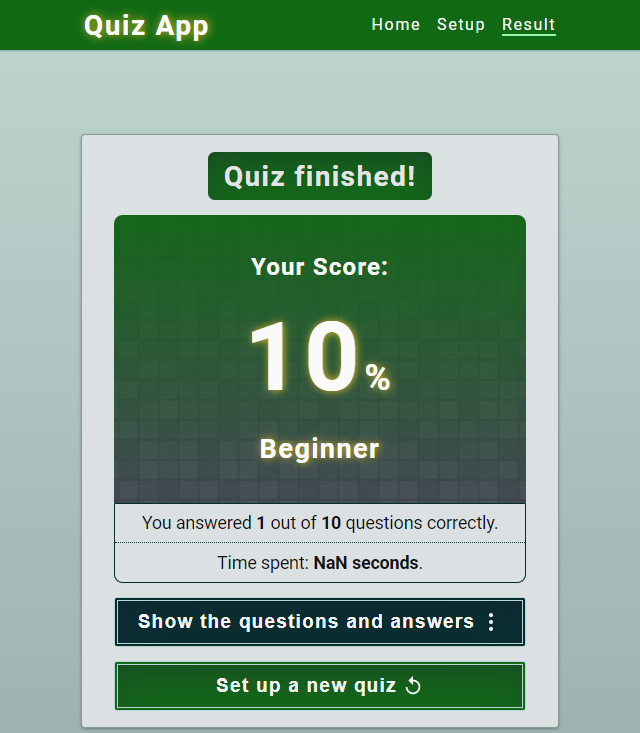 Quiz App
Home Setup Result
Quiz finished!
Your Score:
10%
Beginner
You answered 1 out of 10 questions correctly.
Time spent: NaN seconds.
Show the questions and answers
Set up a new quiz